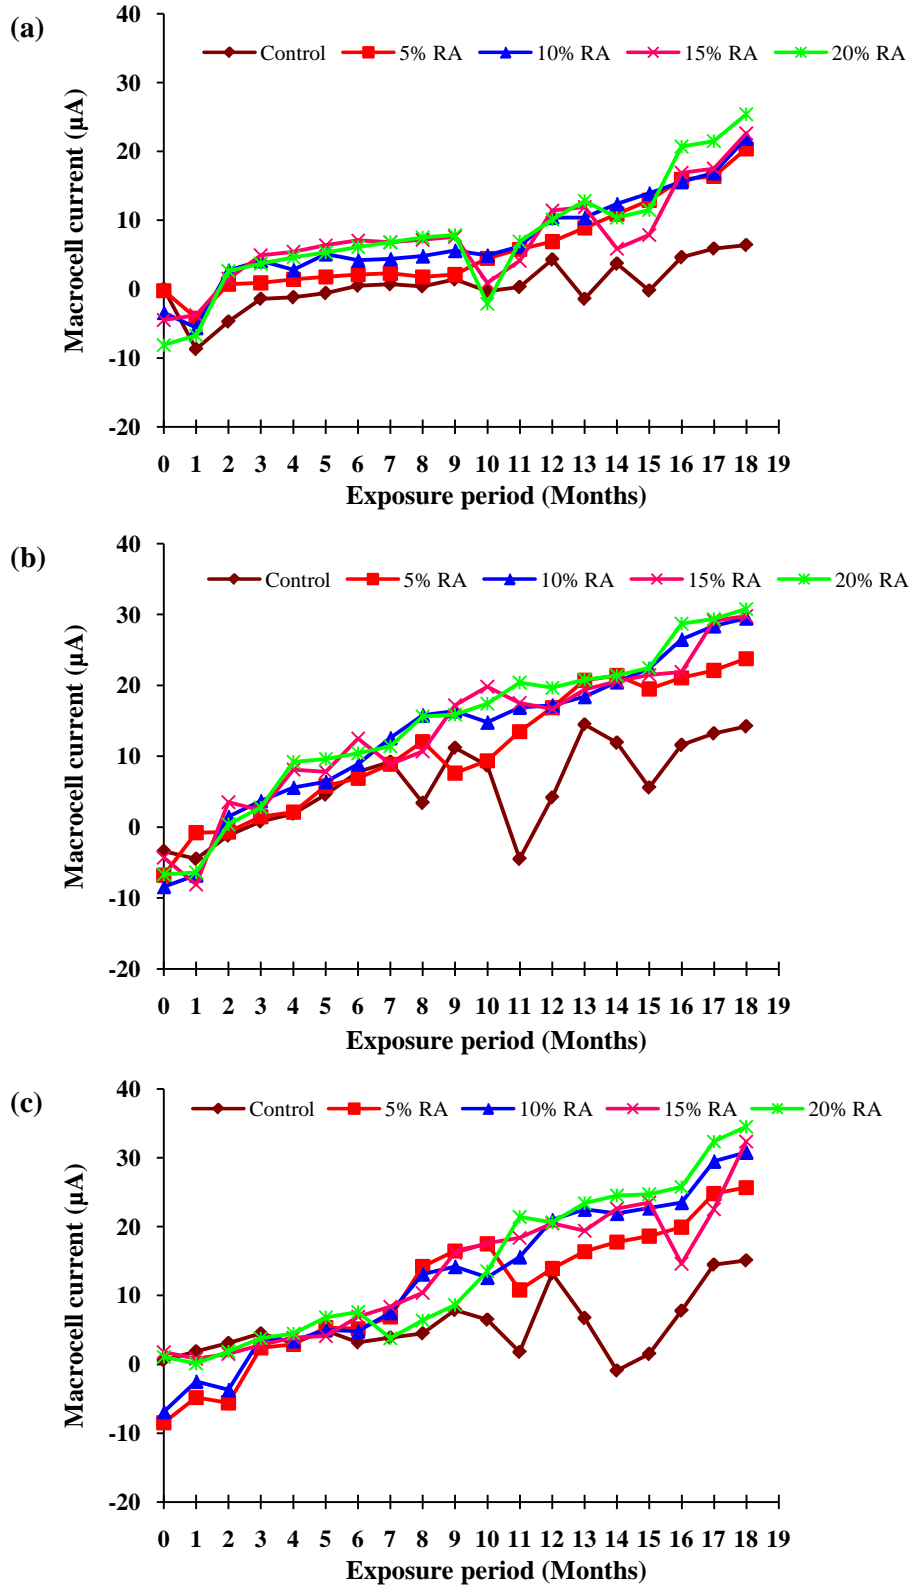 (a)
Control 5% RA 10% RA 15% RA 20% RA
Macrocell current (µA)
40
30
20
10
0
-10
-20
0 1 2 3 4 5 6 7 8 9 10 11 12 13 14 15 16 17 18 19
Exposure period (Months)
(b)
Control 5% RA 10% RA 15% RA 20% RA
Macrocell current (µA)
40
30
20
10
0
-10
-20
0 1 2 3 4 5 6 7 8 9 10 11 12 13 14 15 16 17 18 19
Exposure period (Months)
(c)
Control 5% RA 10% RA 15% RA 20% RA
Macrocell current (µA)
40
30
20
10
0
-10
-20
0 1 2 3 4 5 6 7 8 9 10 11 12 13 14 15 16 17 18 19
Exposure period (Months)